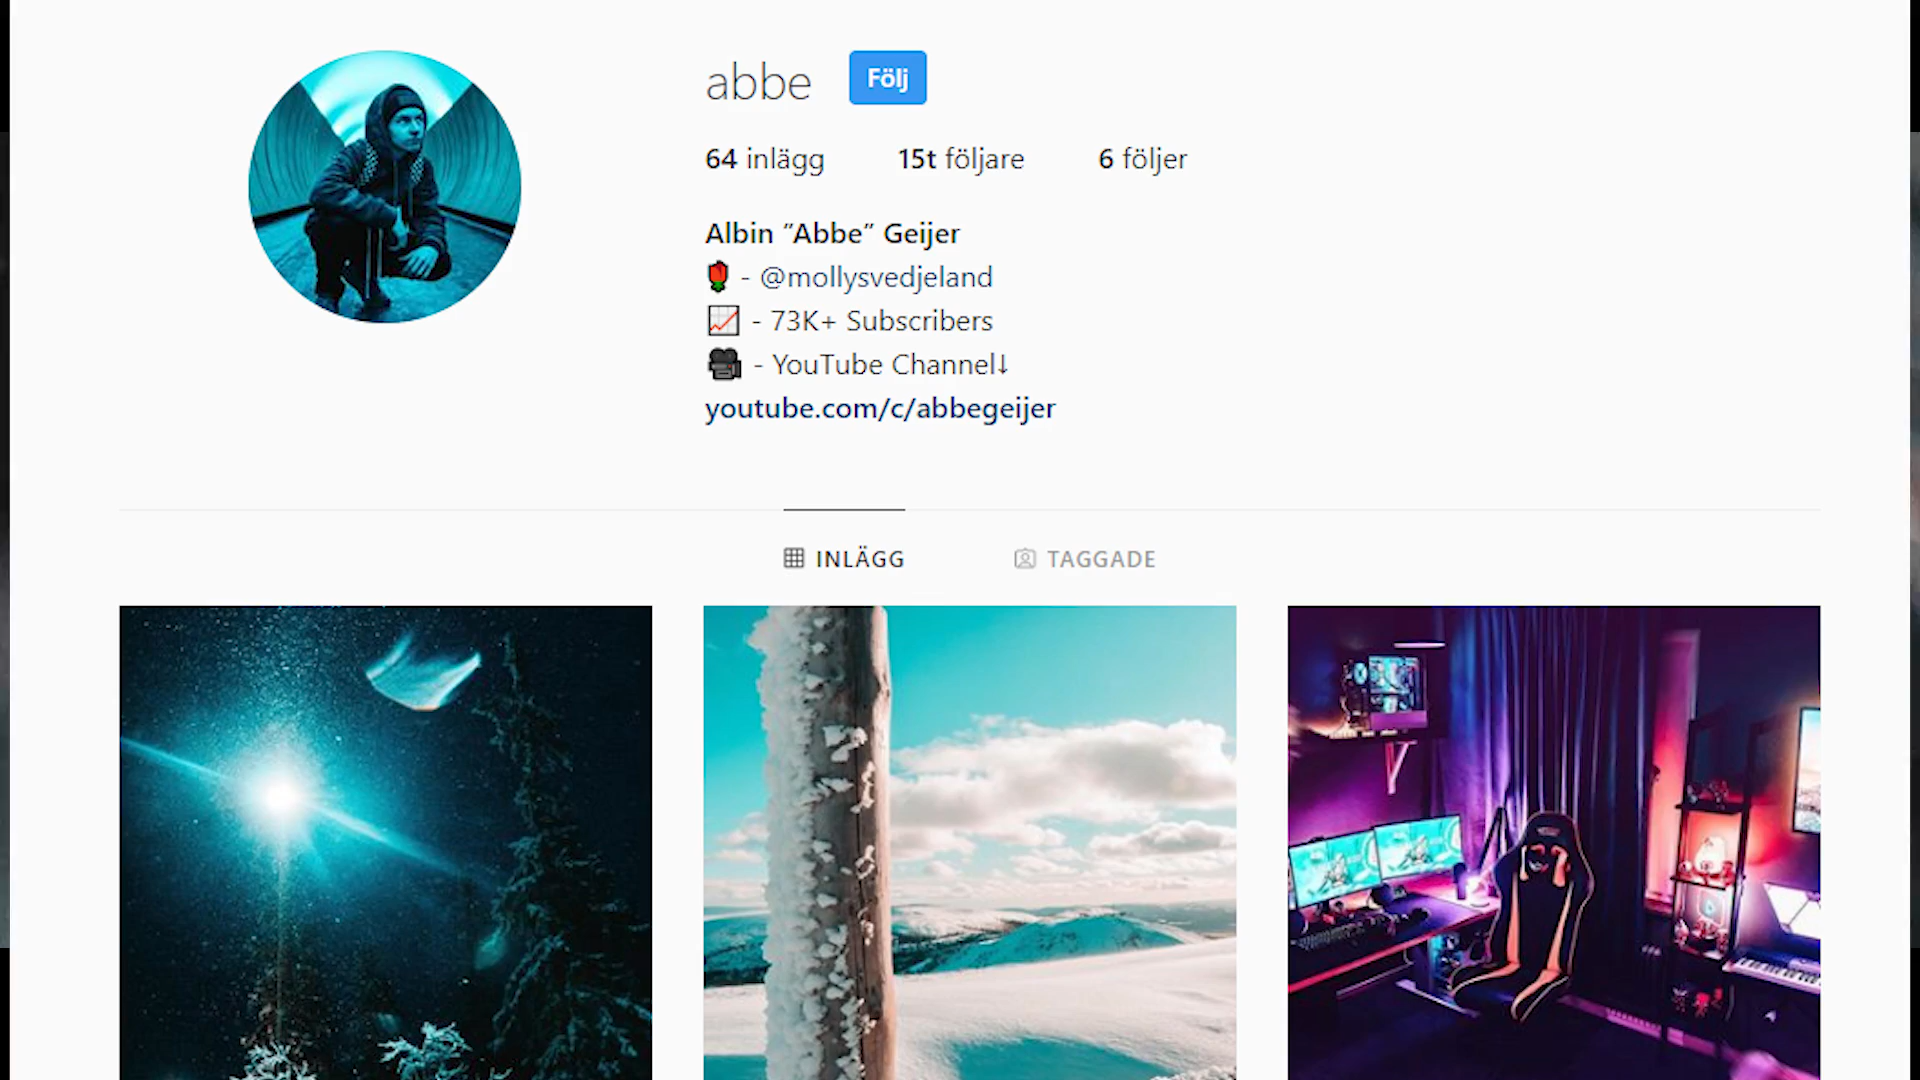 abbe Följ
64 inlägg 15t följare 6 följer
Albin ”Abbe” Geijer
🌹 - @mollysvedjeland
📈 - 73K+ Subscribers
🎥 - YouTube Channel↓
youtube.com/c/abbegeijer
INLÄGG TAGGADE